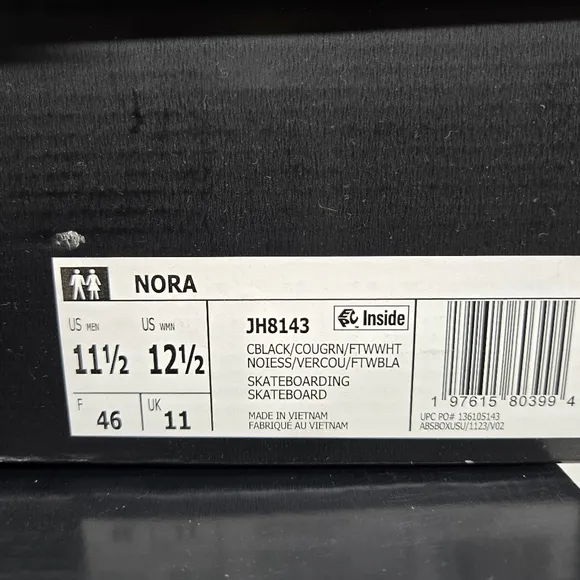 NORA
US MEN
11½
US WMN
12½
F
46
UK
11
JH8143
Inside
CBLACK/COUGRN/FTWWHT
NOIESS/VERCOU/FTWBLA
SKATEBOARDING
SKATEBOARD
MADE IN VIETNAM
FABRIQUÉ AU VIETNAM
1 97615 80399 4
UPC PO# 136105143
ABSBOXUSU/1123/V02